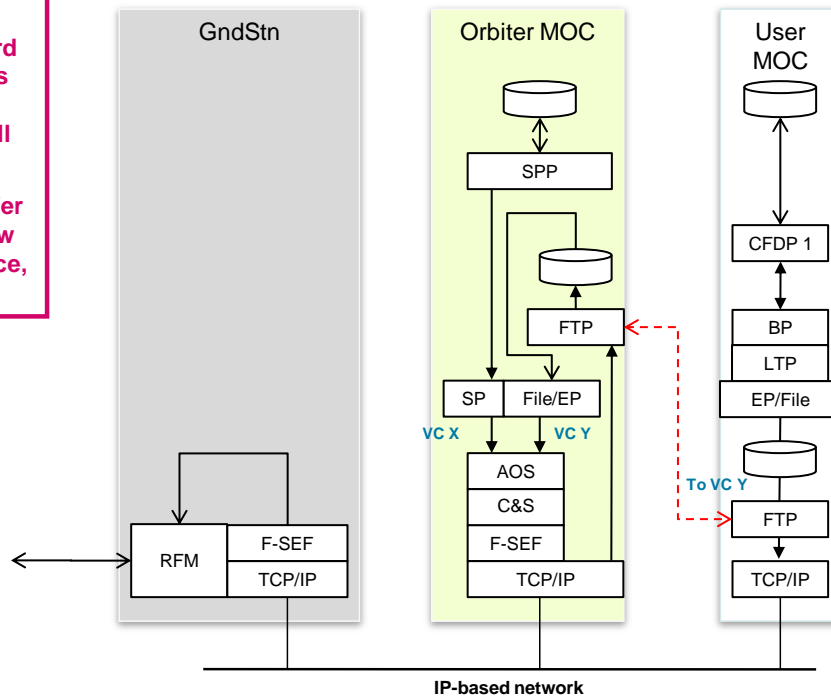 rd
s
ll
er
w
ce,
GndStn
RFM
F-SEF
TCP/IP
Orbiter MOC
SPP
FTP
SP
File/EP
VC X
VC Y
AOS
C&S
F-SEF
TCP/IP
User
MOC
CFDP 1
BP
LTP
EP/File
To VC Y
FTP
TCP/IP
IP-based network